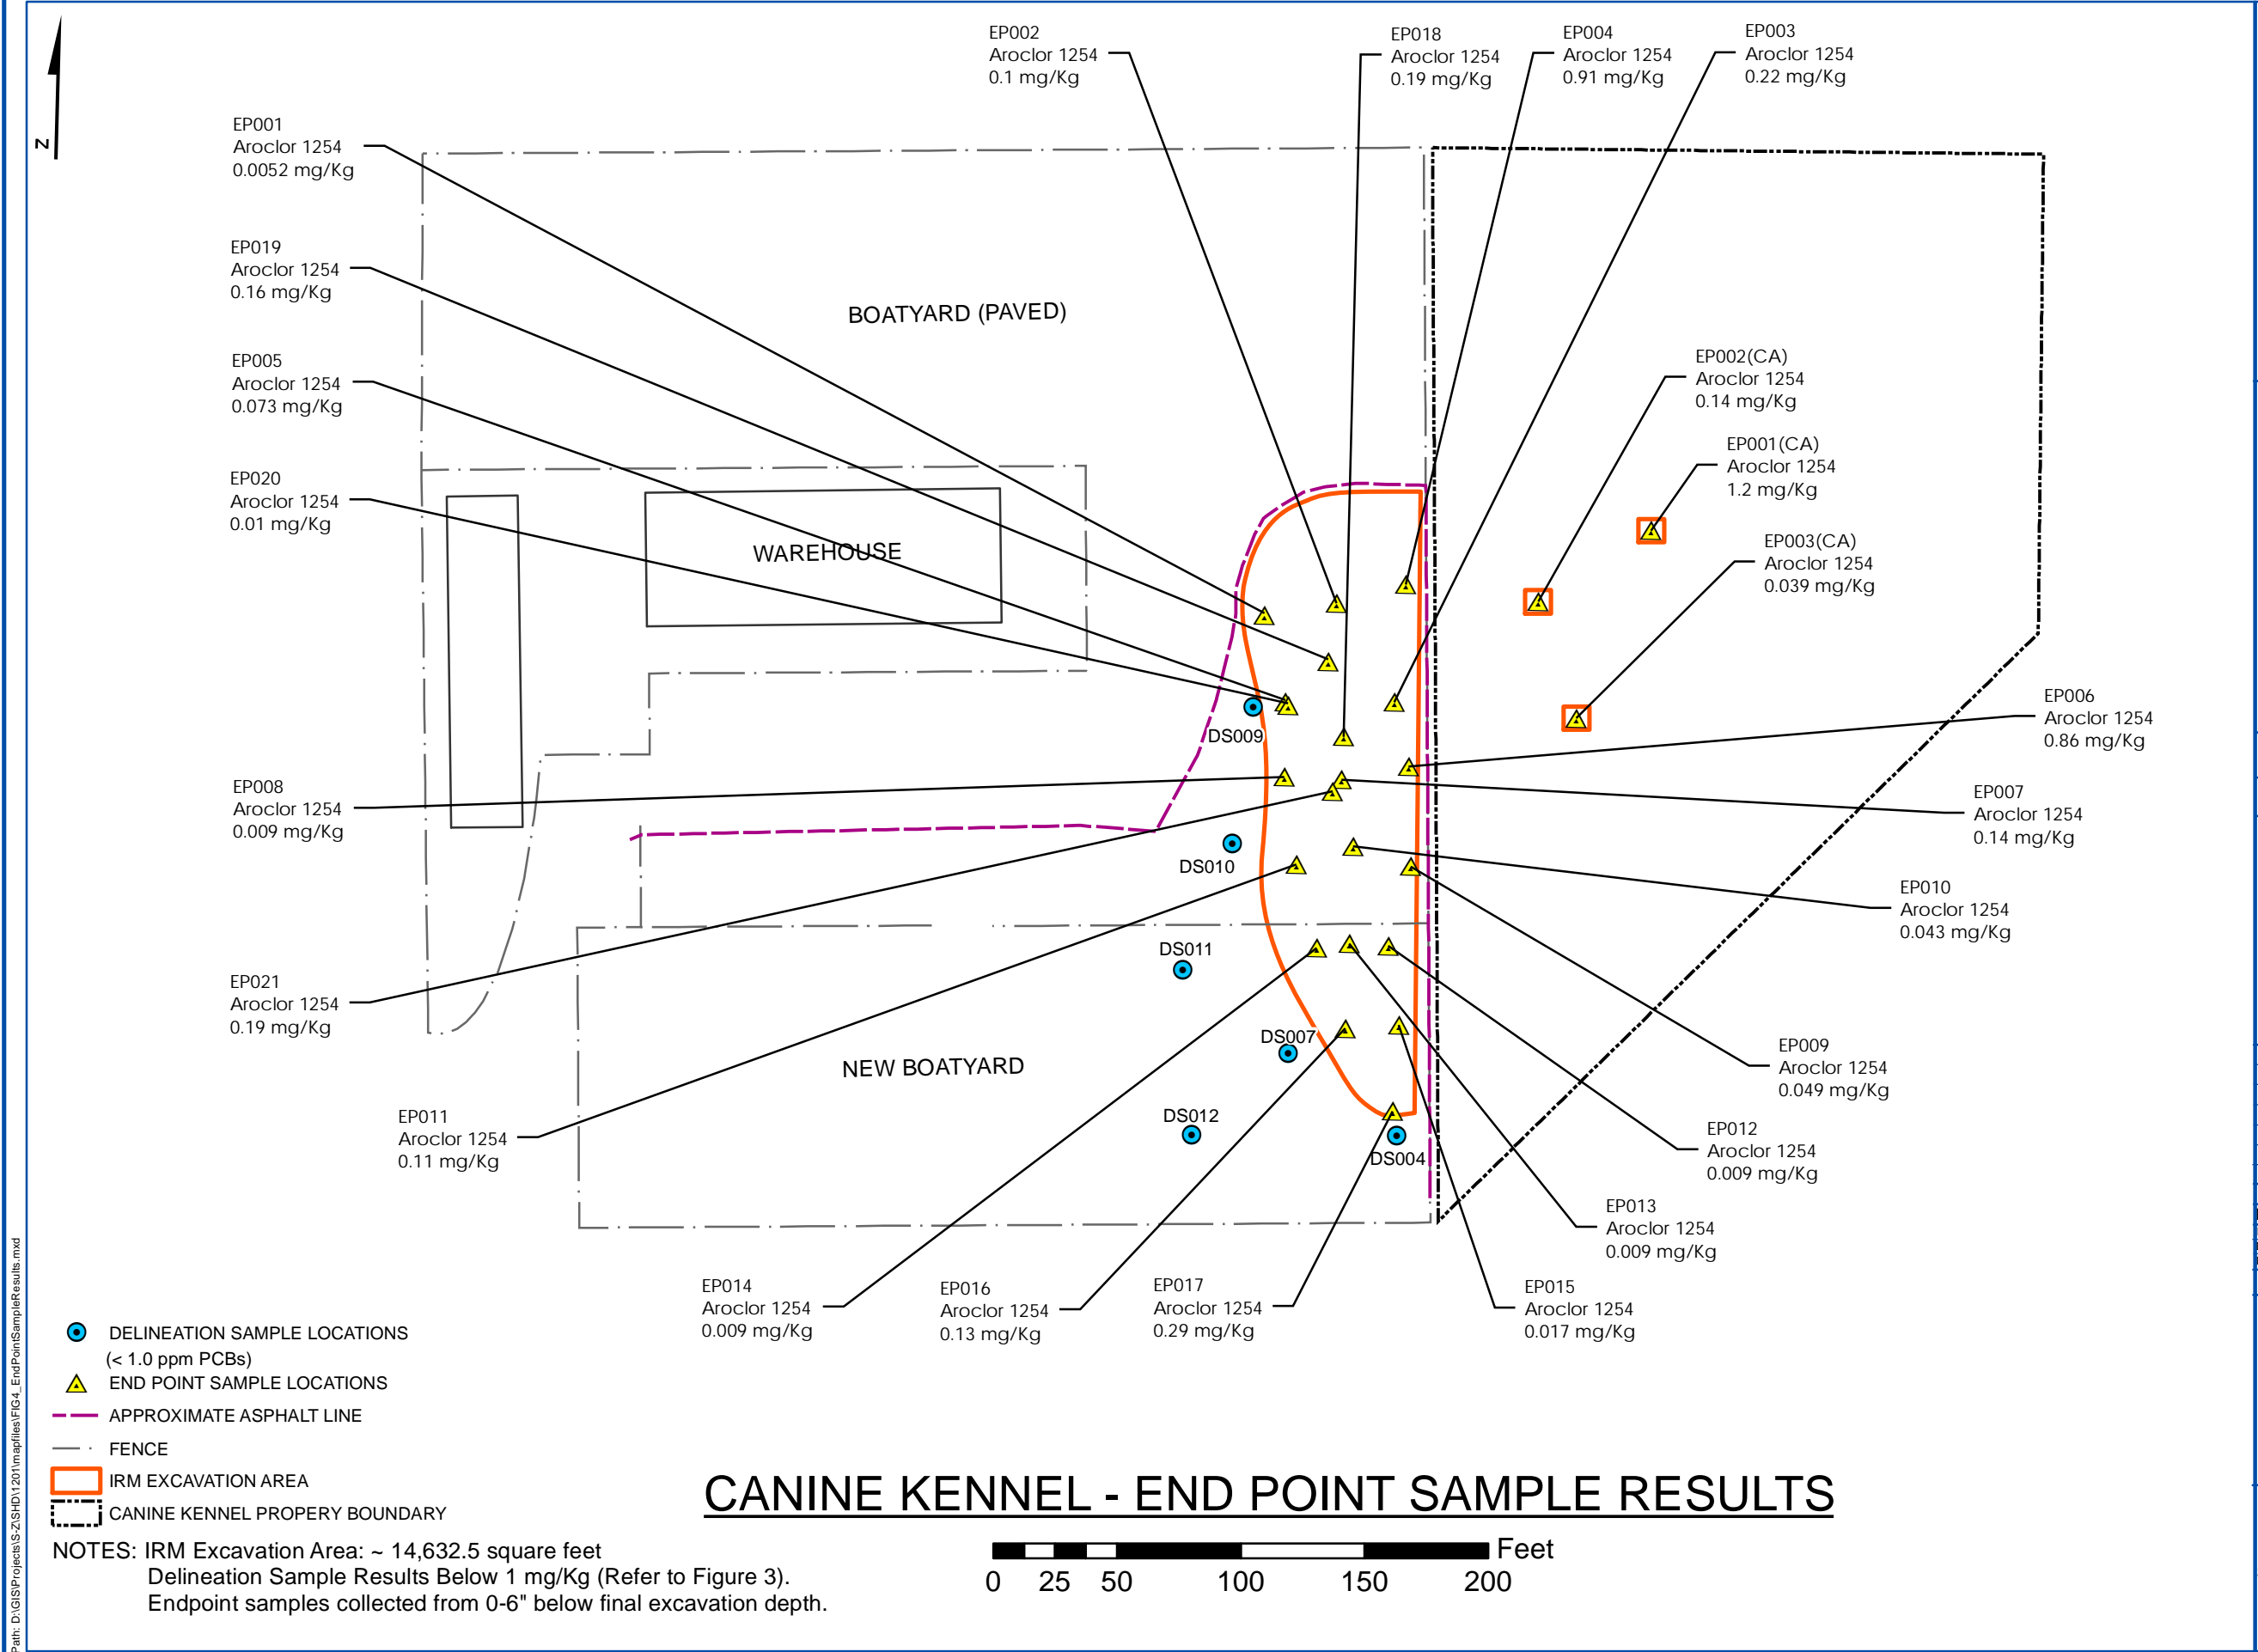 EP002
Aroclor 1254
0.1 mg/Kg
EP018
Aroclor 1254
0.19 mg/Kg
EP004
Aroclor 1254
0.91 mg/Kg
EP003
Aroclor 1254
0.22 mg/Kg
N
EP001
Aroclor 1254
0.0052 mg/Kg
EP019
Aroclor 1254
0.16 mg/Kg
BOATYARD (PAVED)
EP005
Aroclor 1254
0.073 mg/Kg
EP002(CA)
Aroclor 1254
0.14 mg/Kg
EP001(CA)
Aroclor 1254
1.2 mg/Kg
EP020
Aroclor 1254
0.01 mg/Kg
WAREHOUSE
EP003(CA)
Aroclor 1254
0.039 mg/Kg
EP006
Aroclor 1254
0.86 mg/Kg
DS009
EP008
Aroclor 1254
0.009 mg/Kg
EP007
Aroclor 1254
0.14 mg/Kg
DS010
EP010
Aroclor 1254
0.043 mg/Kg
DS011
EP021
Aroclor 1254
0.19 mg/Kg
DS007
NEW BOATYARD
EP009
Aroclor 1254
0.049 mg/Kg
EP011
Aroclor 1254
0.11 mg/Kg
DS012
DS004
EP012
Aroclor 1254
0.009 mg/Kg
EP013
Aroclor 1254
0.009 mg/Kg
EP014
Aroclor 1254
0.009 mg/Kg
EP016
Aroclor 1254
0.13 mg/Kg
EP017
Aroclor 1254
0.29 mg/Kg
EP015
Aroclor 1254
0.017 mg/Kg
DELINEATION SAMPLE LOCATIONS
(< 1.0 ppm PCBs)
END POINT SAMPLE LOCATIONS
APPROXIMATE ASPHALT LINE
FENCE
IRM EXCAVATION AREA
CANINE KENNEL PROPERY BOUNDARY
NOTES: IRM Excavation Area: ~ 14,632.5 square feet
Delineation Sample Results Below 1 mg/Kg (Refer to Figure 3).
Endpoint samples collected from 0-6" below final excavation depth.
CANINE KENNEL - END POINT SAMPLE RESULTS
Feet
0 25 50 100 150 200
Path: D:\GIS\Projects\S-Z\SHD\1201\mapfiles\FIG4_EndPointSampleResults.mxd